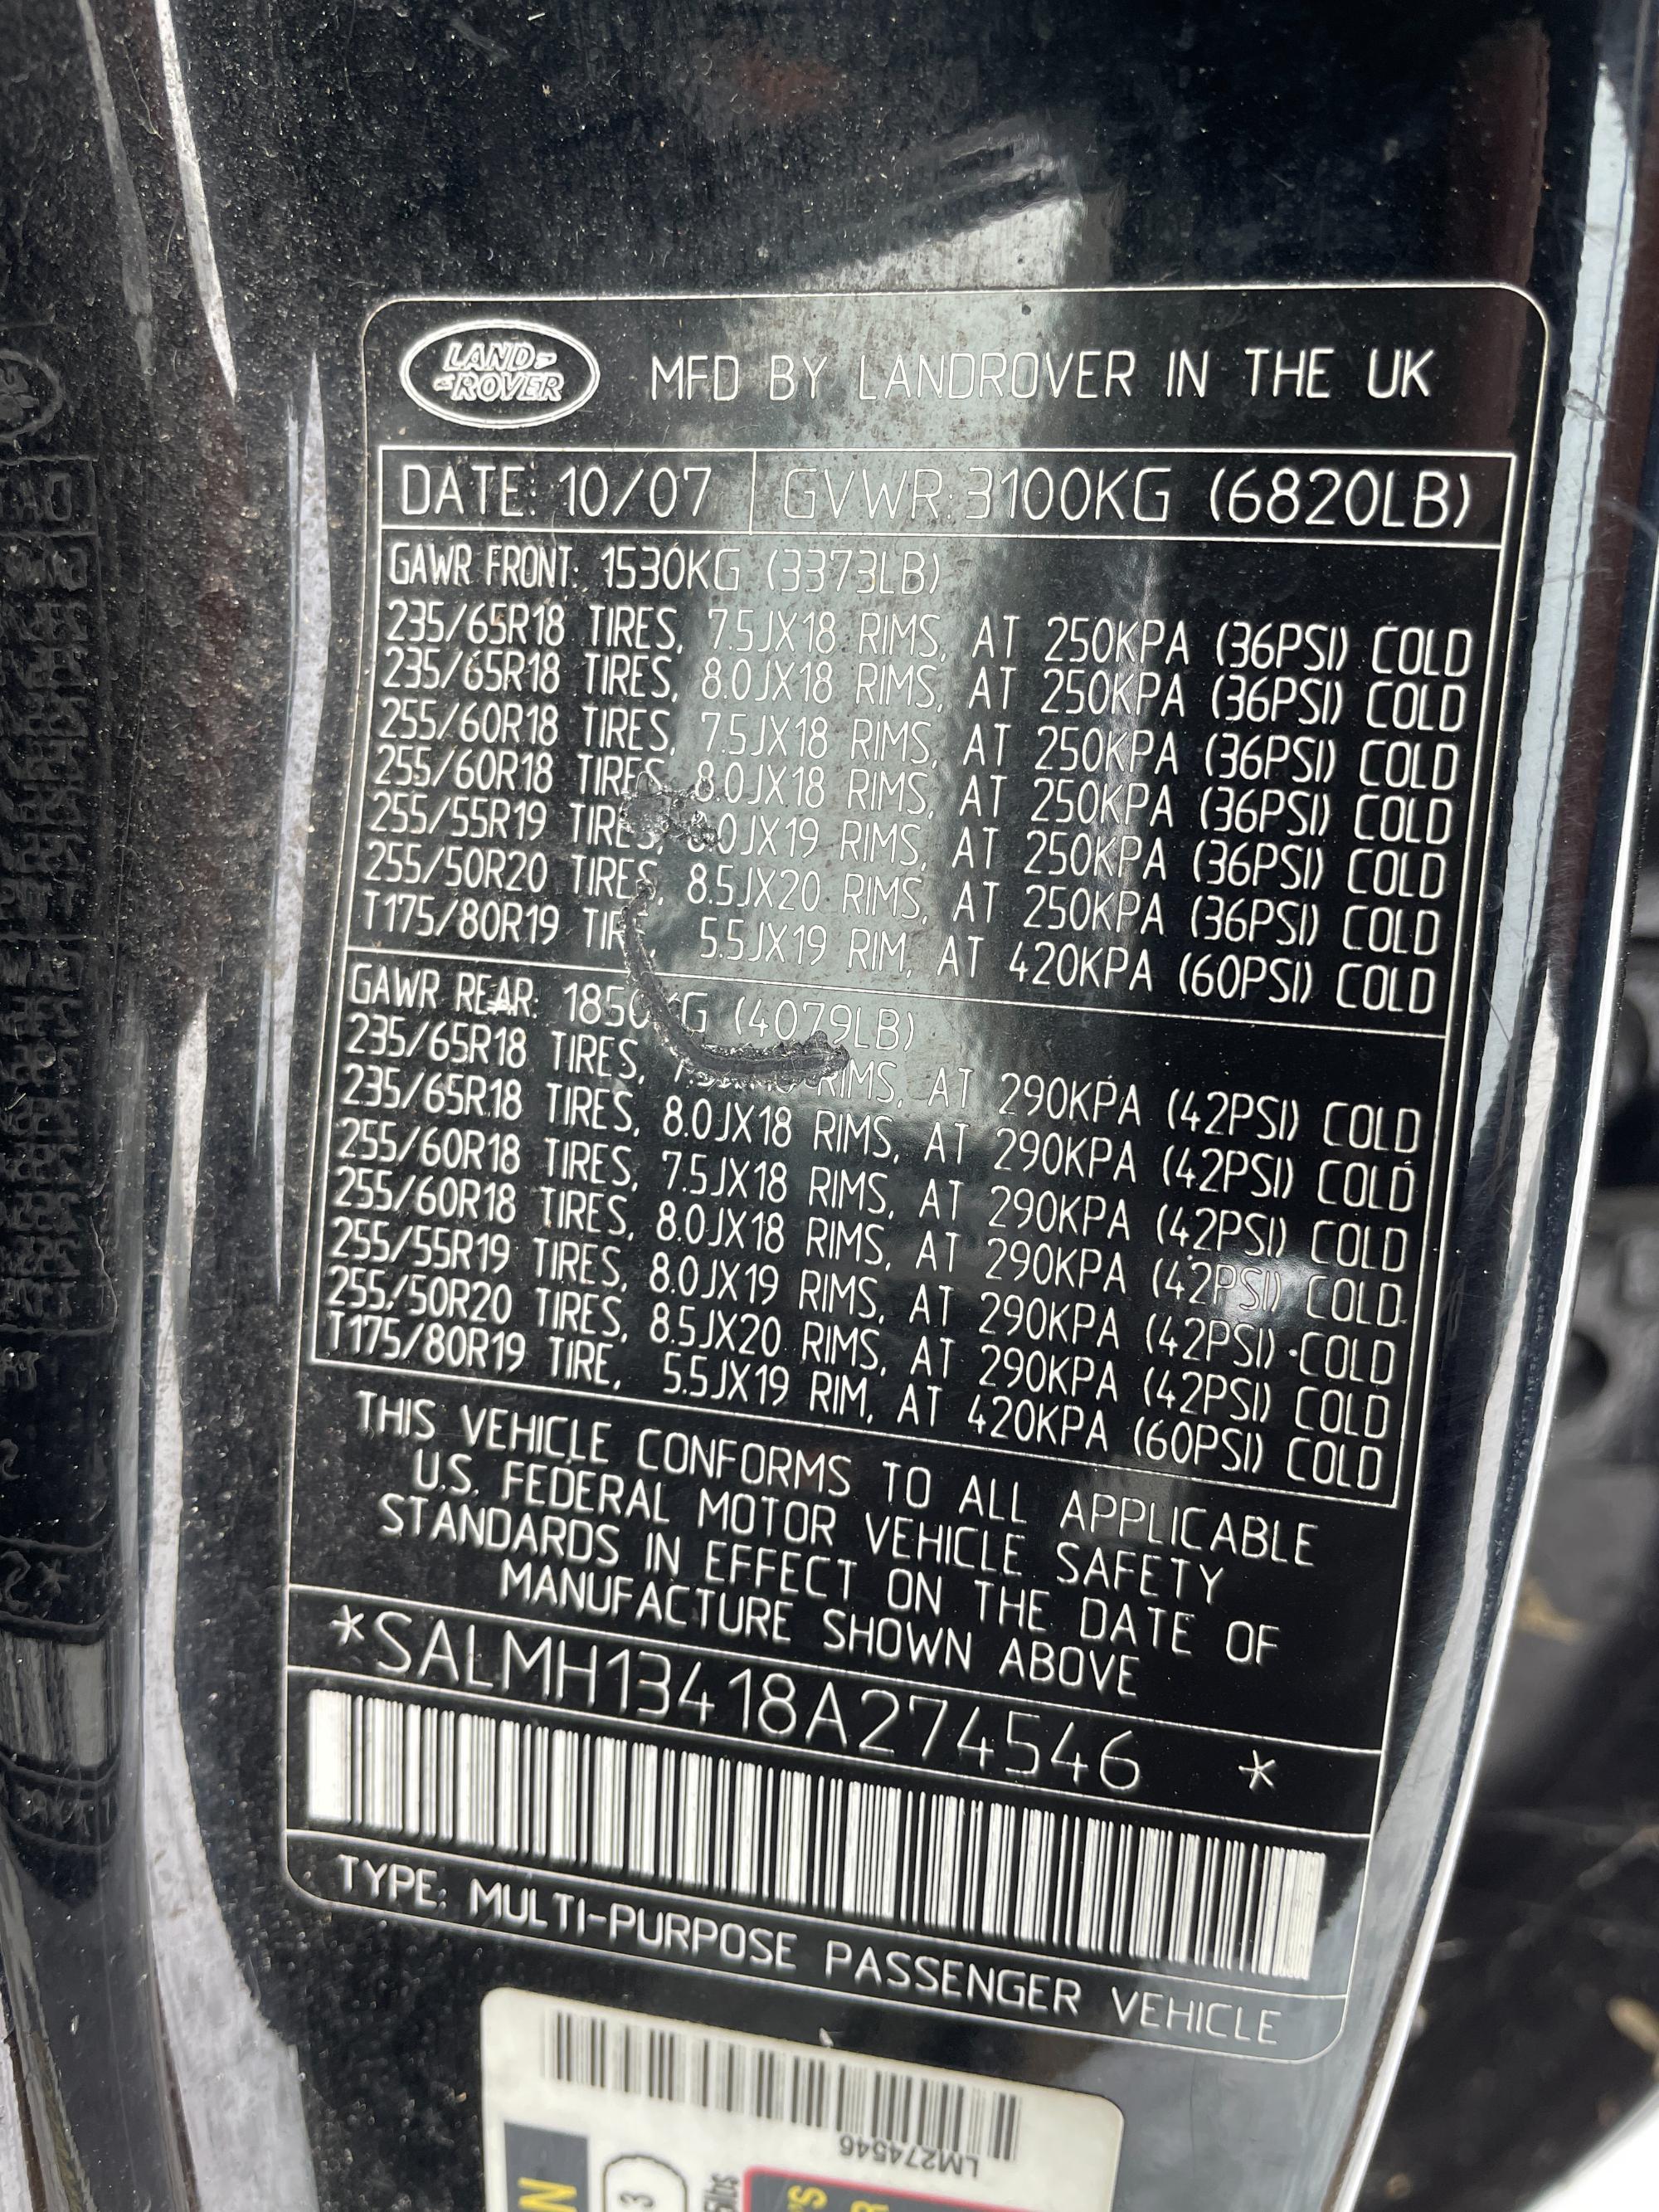 LAND ROVER
MFD BY LANDROVER IN THE UK
DATE: 10/07 GVWR:3100KG (6820LB)
GAWR FRONT: 1530KG (3373LB)
235/65R18 TIRES, 7.5JX18 RIMS, AT 250KPA (36PSI) COLD
235/65R18 TIRES, 8.0JX18 RIMS, AT 250KPA (36PSI) COLD
255/60R18 TIRES, 7.5JX18 RIMS, AT 250KPA (36PSI) COLD
255/60R18 TIRES, 8.0JX18 RIMS, AT 250KPA (36PSI) COLD
255/55R19 TIRES, 8.0JX19 RIMS, AT 250KPA (36PSI) COLD
255/50R20 TIRES, 8.5JX20 RIMS, AT 250KPA (36PSI) COLD
T175/80R19 TIRE, 5.5JX19 RIM, AT 420KPA (60PSI) COLD
GAWR REAR: 1850KG (4079LB)
235/65R18 TIRES, RIMS, AT 290KPA (42PSI) COLD
235/65R18 TIRES, 8.0JX18 RIMS, AT 290KPA (42PSI) COLD
255/60R18 TIRES, 7.5JX18 RIMS, AT 290KPA (42PSI) COLD
255/60R18 TIRES, 8.0JX18 RIMS, AT 290KPA (42PSI) COLD
255/55R19 TIRES, 8.0JX19 RIMS, AT 290KPA (42PSI) COLD
255/50R20 TIRES, 8.5JX20 RIMS, AT 290KPA (42PSI) COLD
T175/80R19 TIRE, 5.5JX19 RIM, AT 420KPA (60PSI) COLD
THIS VEHICLE CONFORMS TO ALL APPLICABLE
U.S. FEDERAL MOTOR VEHICLE SAFETY
STANDARDS IN EFFECT ON THE DATE OF
MANUFACTURE SHOWN ABOVE
*SALMH13418A274546 *
TYPE: MULTI-PURPOSE PASSENGER VEHICLE
LM274546